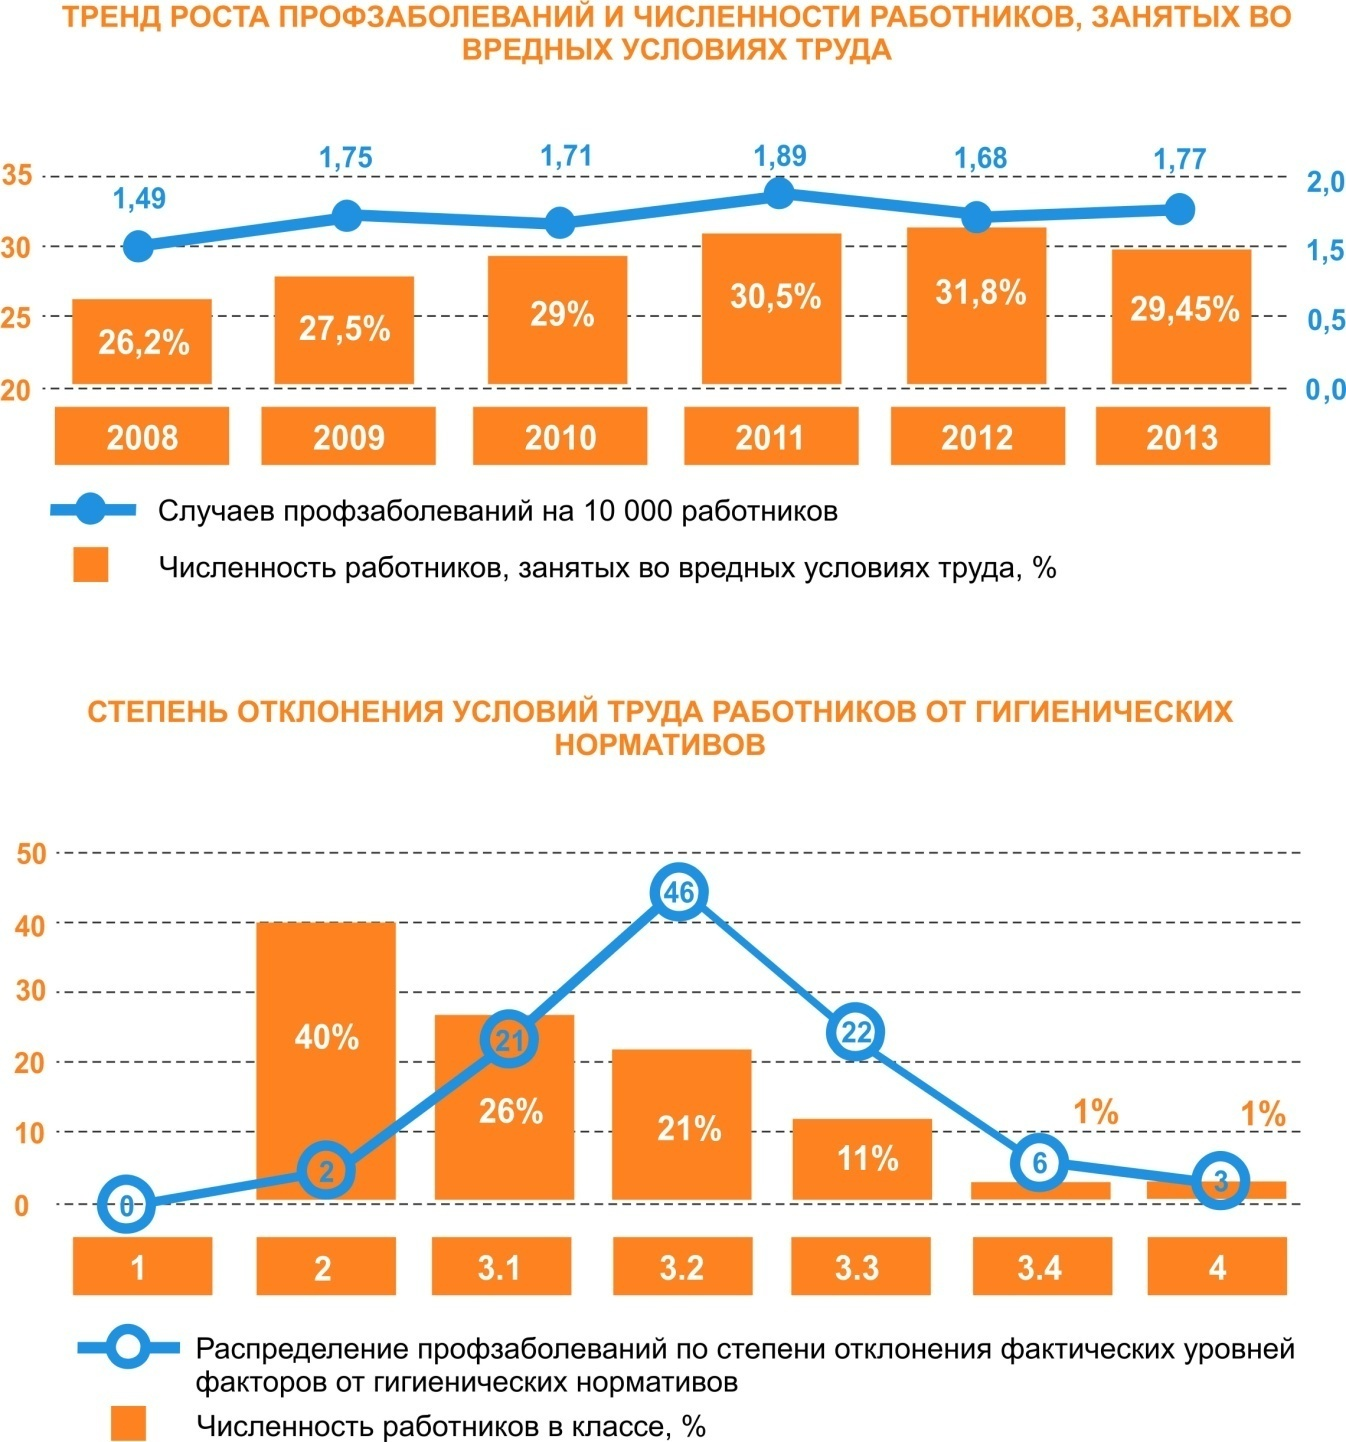 ТРЕНД РОСТА ПРОФЗАБОЛЕВАНИЙ И ЧИСЛЕННОСТИ РАБОТНИКОВ, ЗАНЯТЫХ ВО
ВРЕДНЫХ УСЛОВИЯХ ТРУДА
1,49 1,75 1,71 1,89 1,68 1,77
35 2,0
30 1,5
26,2% 27,5% 29% 30,5% 31,8% 29,45%
25 0,5
20 0,0
2008 2009 2010 2011 2012 2013
Случаев профзаболеваний на 10 000 работников
Численность работников, занятых во вредных условиях труда, %
СТЕПЕНЬ ОТКЛОНЕНИЯ УСЛОВИЙ ТРУДА РАБОТНИКОВ ОТ ГИГИЕНИЧЕСКИХ
НОРМАТИВОВ
50
46
40
30
40% 21 22
20
26% 21% 1% 1%
10
11%
2 6 3
0 0
1 2 3.1 3.2 3.3 3.4 4
Распределение профзаболеваний по степени отклонения фактических уровней
факторов от гигиенических нормативов
Численность работников в классе, %